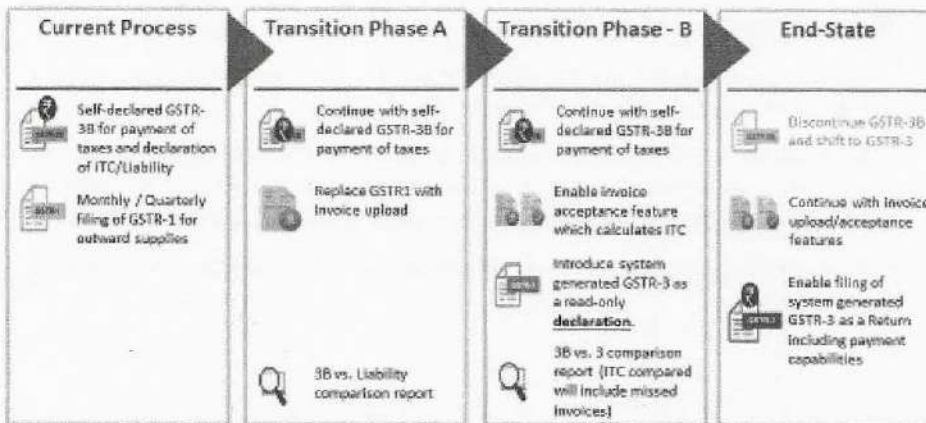 Current Process
Self-declared GSTR-
3B for payment of
taxes and declaration
of ITC/Liability
Monthly / Quarterly
filing of GSTR-1 for
outward supplies
Transition Phase A
Continue with self-
declared GSTR-3B for
payment of taxes
Replace GSTR1 with
Invoice upload
3B vs. Liability
comparison report
Transition Phase - B
Continue with self-
declared GSTR-3B for
payment of taxes
Enable invoice
acceptance feature
which calculates ITC
Introduce system
generated GSTR-3 as
a read-only
declaration.
3B vs. 3 comparison
report (ITC compared
will include missed
invoices)
End-State
Discontinue GSTR-3B
and shift to GSTR-3
Continue with invoice
upload/acceptance
features
Enable filing of
system generated
GSTR-3 as a Return
including payment
capabilities